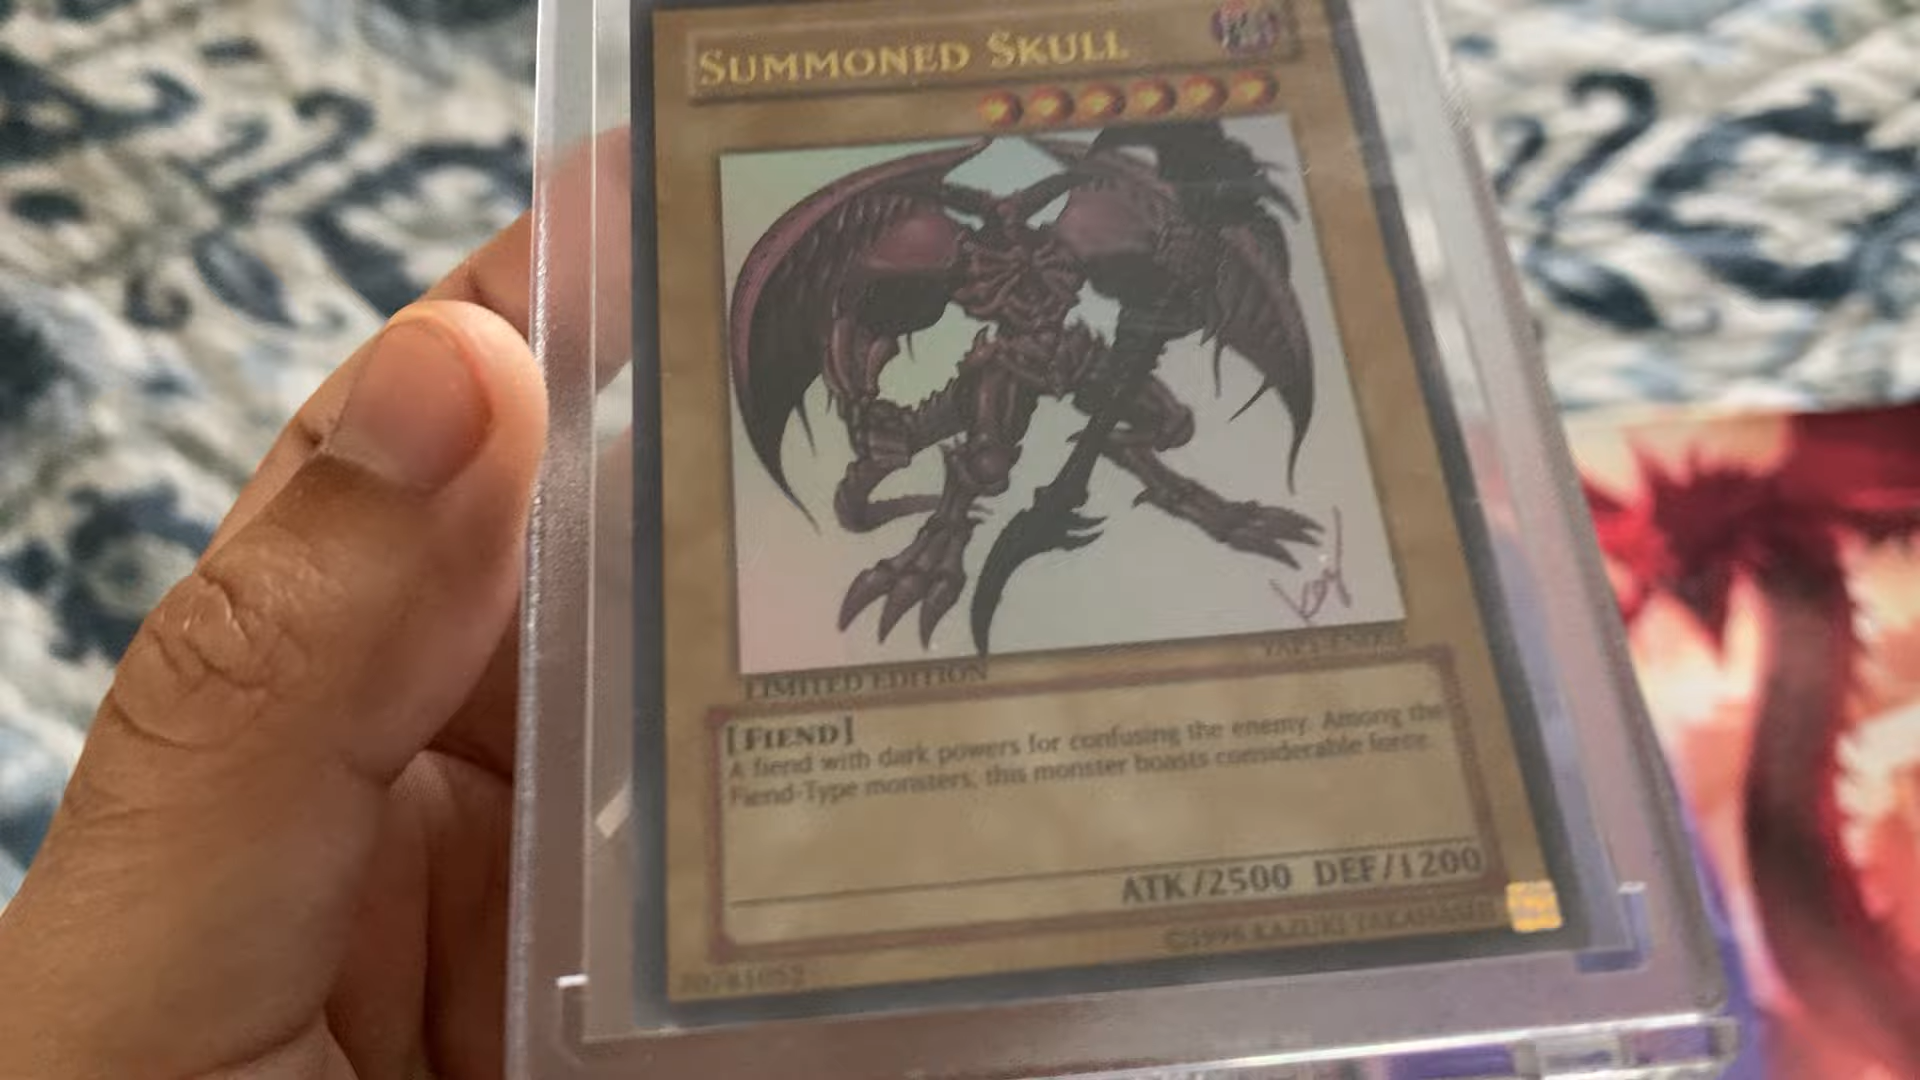 SUMMONED SKULL
LIMITED EDITION
[FIEND]
A fiend with dark powers for confusing the enemy. Among the
Fiend-Type monsters, this monster boasts considerable force.
ATK/2500 DEF/1200
©1996 KAZUKI TAKAHASHI